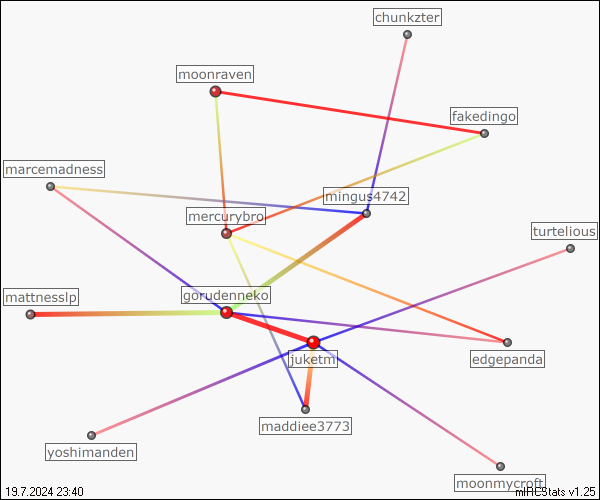 chunkzter
moonraven
fakedingo
marcemadness
mingus4742
mercurybro
turtelious
gorudenneko
mattnesslp
juketm
edgepanda
maddiee3773
yoshimanden
moonmycroft
19.7.2024 23:40
mIRCStats v1.25